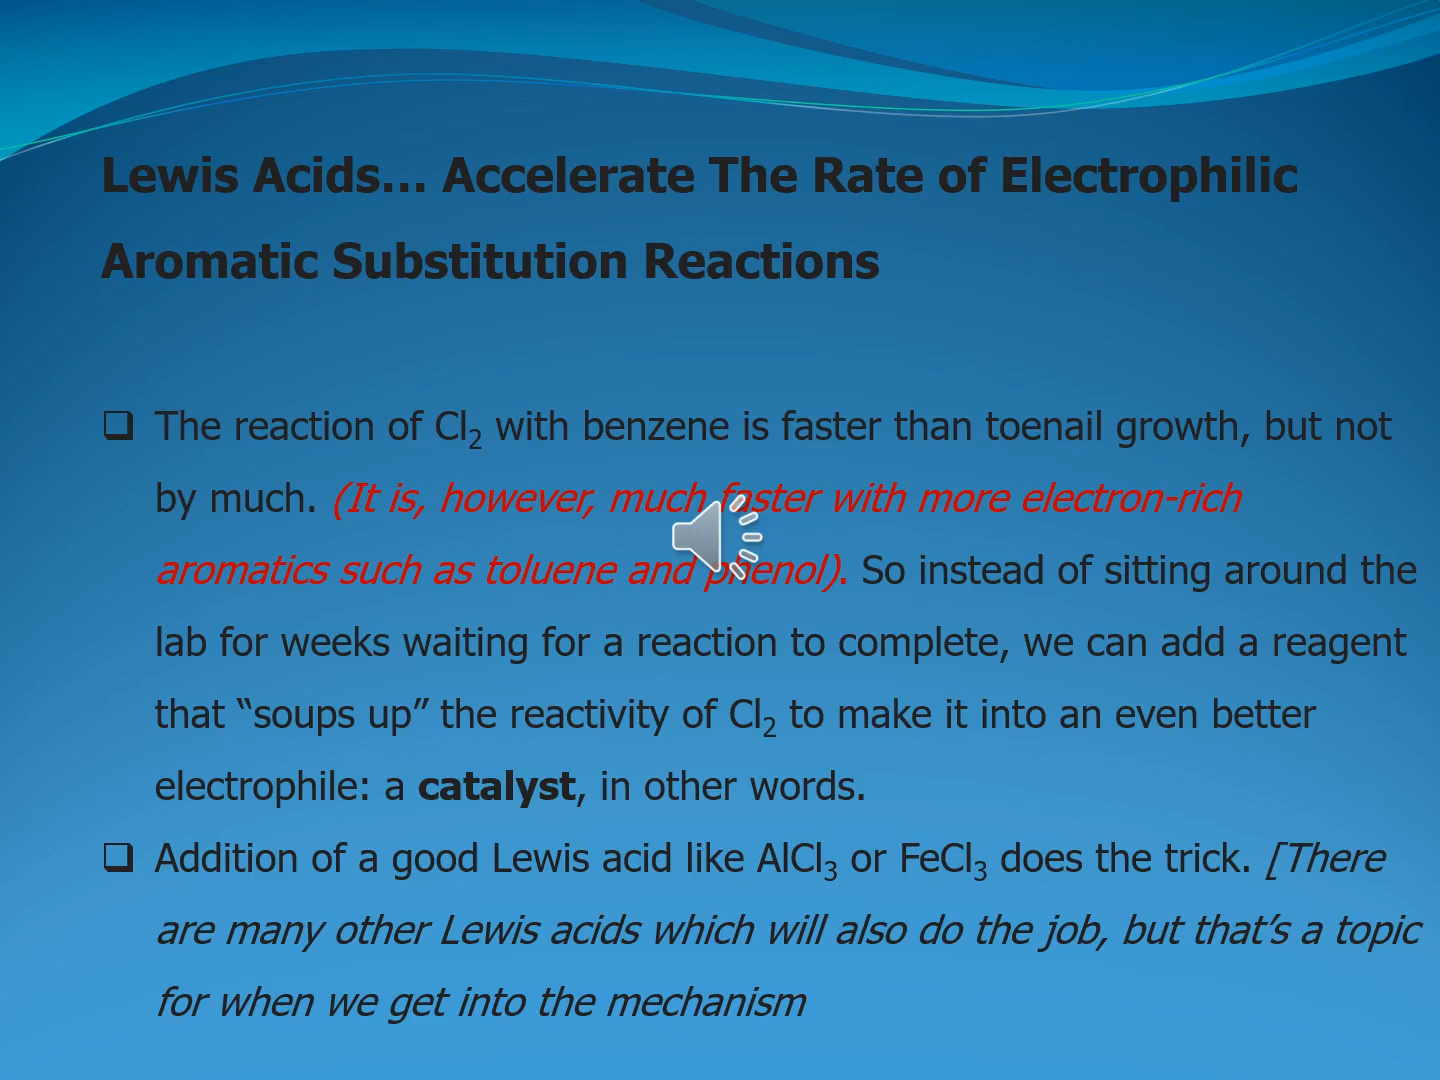 Lewis Acids… Accelerate The Rate of Electrophilic
Aromatic Substitution Reactions
❑ The reaction of Cl₂ with benzene is faster than toenail growth, but not
by much. (It is, however, much faster with more electron-rich
aromatics such as toluene and phenol). So instead of sitting around the
lab for weeks waiting for a reaction to complete, we can add a reagent
that “soups up” the reactivity of Cl₂ to make it into an even better
electrophile: a catalyst, in other words.
❑ Addition of a good Lewis acid like AlCl₃ or FeCl₃ does the trick. [There
are many other Lewis acids which will also do the job, but that’s a topic
for when we get into the mechanism